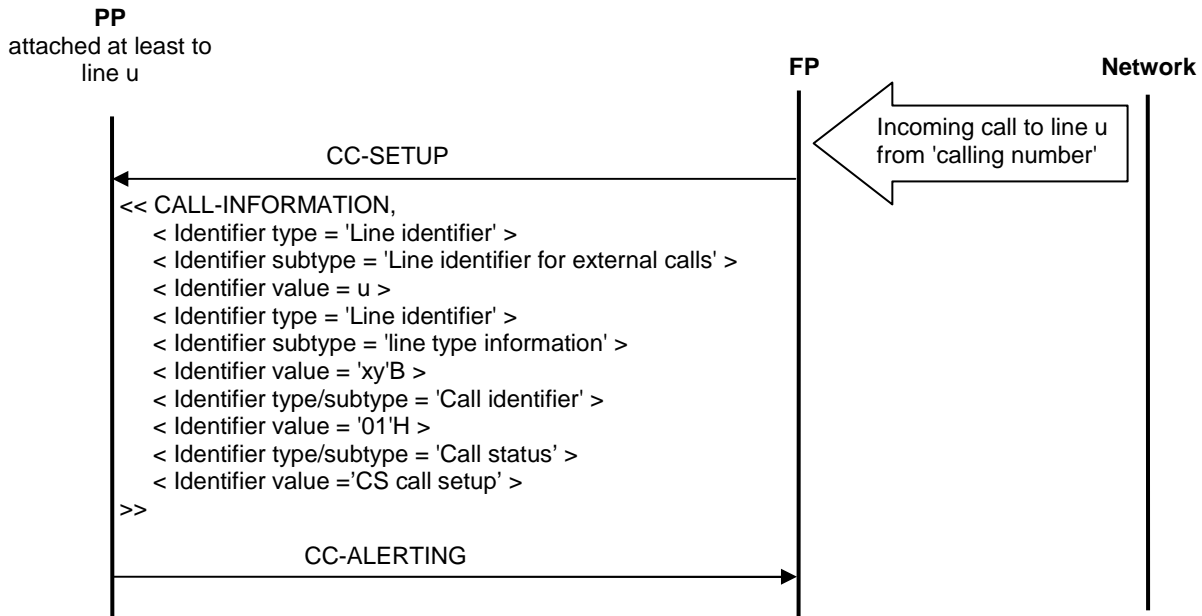 PP
attached at least to
line u
FP
Network
Incoming call to line u
from 'calling number'
CC-SETUP
<< CALL-INFORMATION,
< Identifier type = 'Line identifier' >
< Identifier subtype = 'Line identifier for external calls' >
< Identifier value = u >
< Identifier type = 'Line identifier' >
< Identifier subtype = 'line type information' >
< Identifier value = 'xy'B >
< Identifier type/subtype = 'Call identifier' >
< Identifier value = '01'H >
< Identifier type/subtype = 'Call status’ >
< Identifier value =’CS call setup’ >
>>
CC-ALERTING